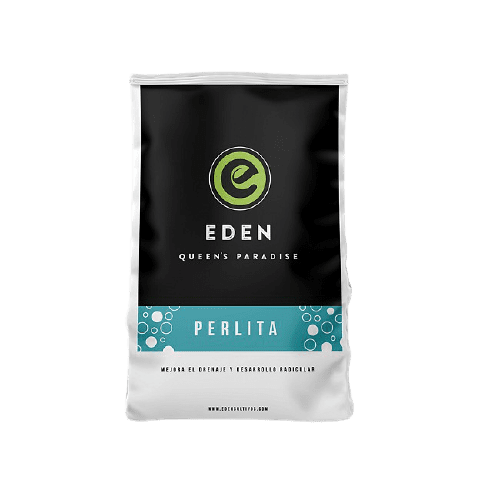 e
EDEN
QUEEN'S PARADISE
PERLITA
MEJORA EL DRENAJE Y DESARROLLO RADICULAR